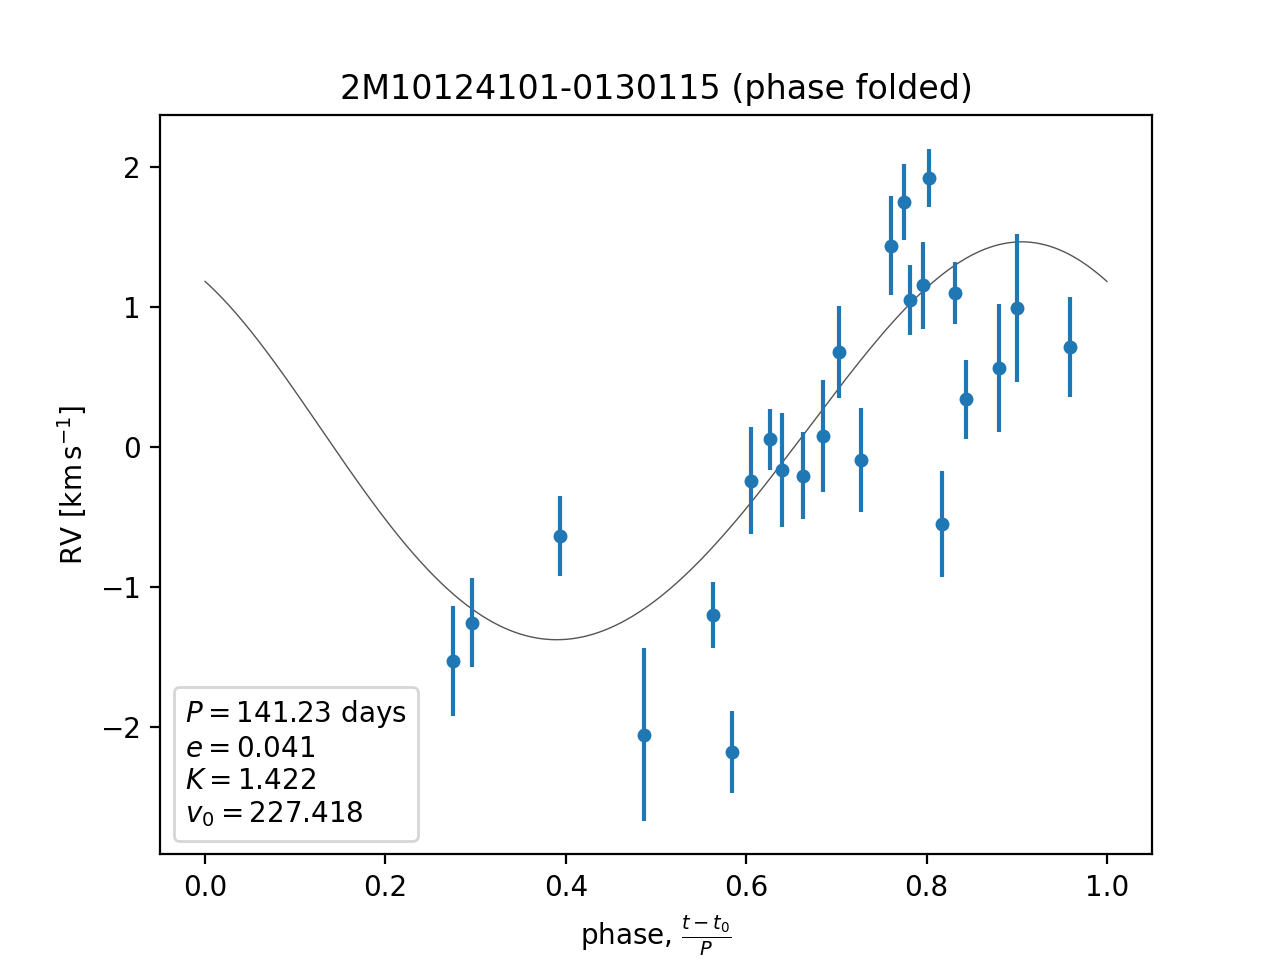 2M10124101-0130115 (phase folded)
RV [km s⁻¹]
2
1
0
−1
−2
P = 141.23 days
e = 0.041
K = 1.422
v₀ = 227.418
0.0 0.2 0.4 0.6 0.8 1.0
phase, (t − t₀)/P